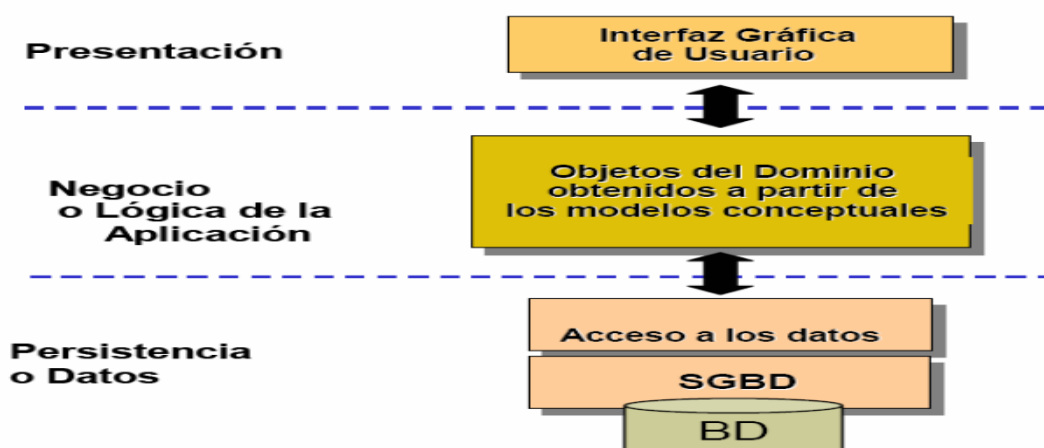 Presentación
Interfaz Gráfica
de Usuario
Negocio
o Lógica de la
Aplicación
Objetos del Dominio
obtenidos a partir de
los modelos conceptuales
Persistencia
o Datos
Acceso a los datos
SGBD
BD